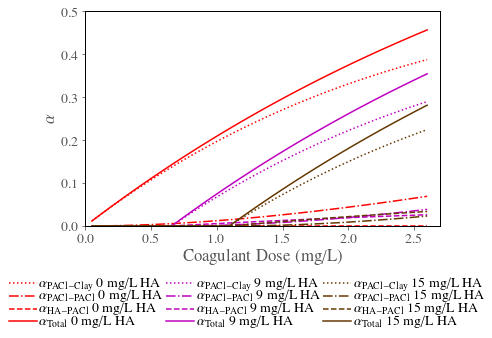 0.5
0.4
0.3
0.2
0.1
0.0
α
0.0 0.5 1.0 1.5 2.0 2.5
Coagulant Dose (mg/L)
αPACl−Clay 0 mg/L HA αPACl−Clay 9 mg/L HA αPACl−Clay 15 mg/L HA
αPACl−PACl 0 mg/L HA αPACl−PACl 9 mg/L HA αPACl−PACl 15 mg/L HA
αHA−PACl 0 mg/L HA αHA−PACl 9 mg/L HA αHA−PACl 15 mg/L HA
αTotal 0 mg/L HA αTotal 9 mg/L HA αTotal 15 mg/L HA